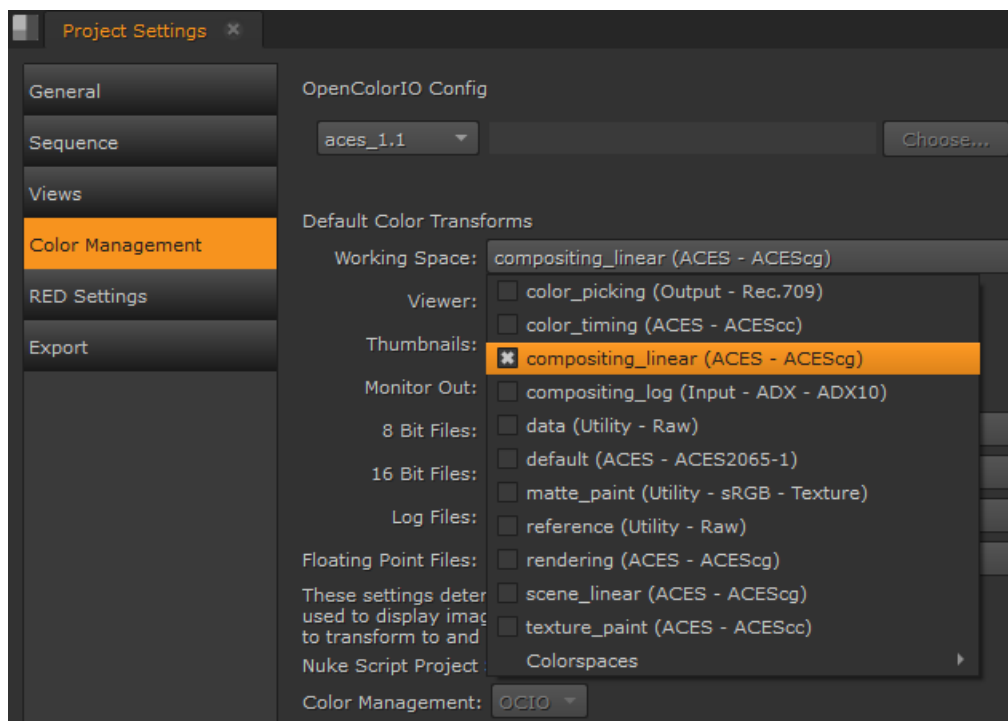 Project Settings
General
Sequence
Views
Color Management
RED Settings
Export
OpenColorIO Config
aces_1.1
Choose...
Default Color Transforms
Working Space: compositing_linear (ACES - ACEScg)
Viewer:
Thumbnails:
Monitor Out:
8 Bit Files:
16 Bit Files:
Log Files:
Floating Point Files:
color_picking (Output - Rec.709)
color_timing (ACES - ACEScc)
compositing_linear (ACES - ACEScg)
compositing_log (Input - ADX - ADX10)
data (Utility - Raw)
default (ACES - ACES2065-1)
matte_paint (Utility - sRGB - Texture)
reference (Utility - Raw)
rendering (ACES - ACEScg)
scene_linear (ACES - ACEScg)
texture_paint (ACES - ACEScc)
Colorspaces
These settings deter
used to display imag
to transform to and
Nuke Script Project
Color Management: OCIO